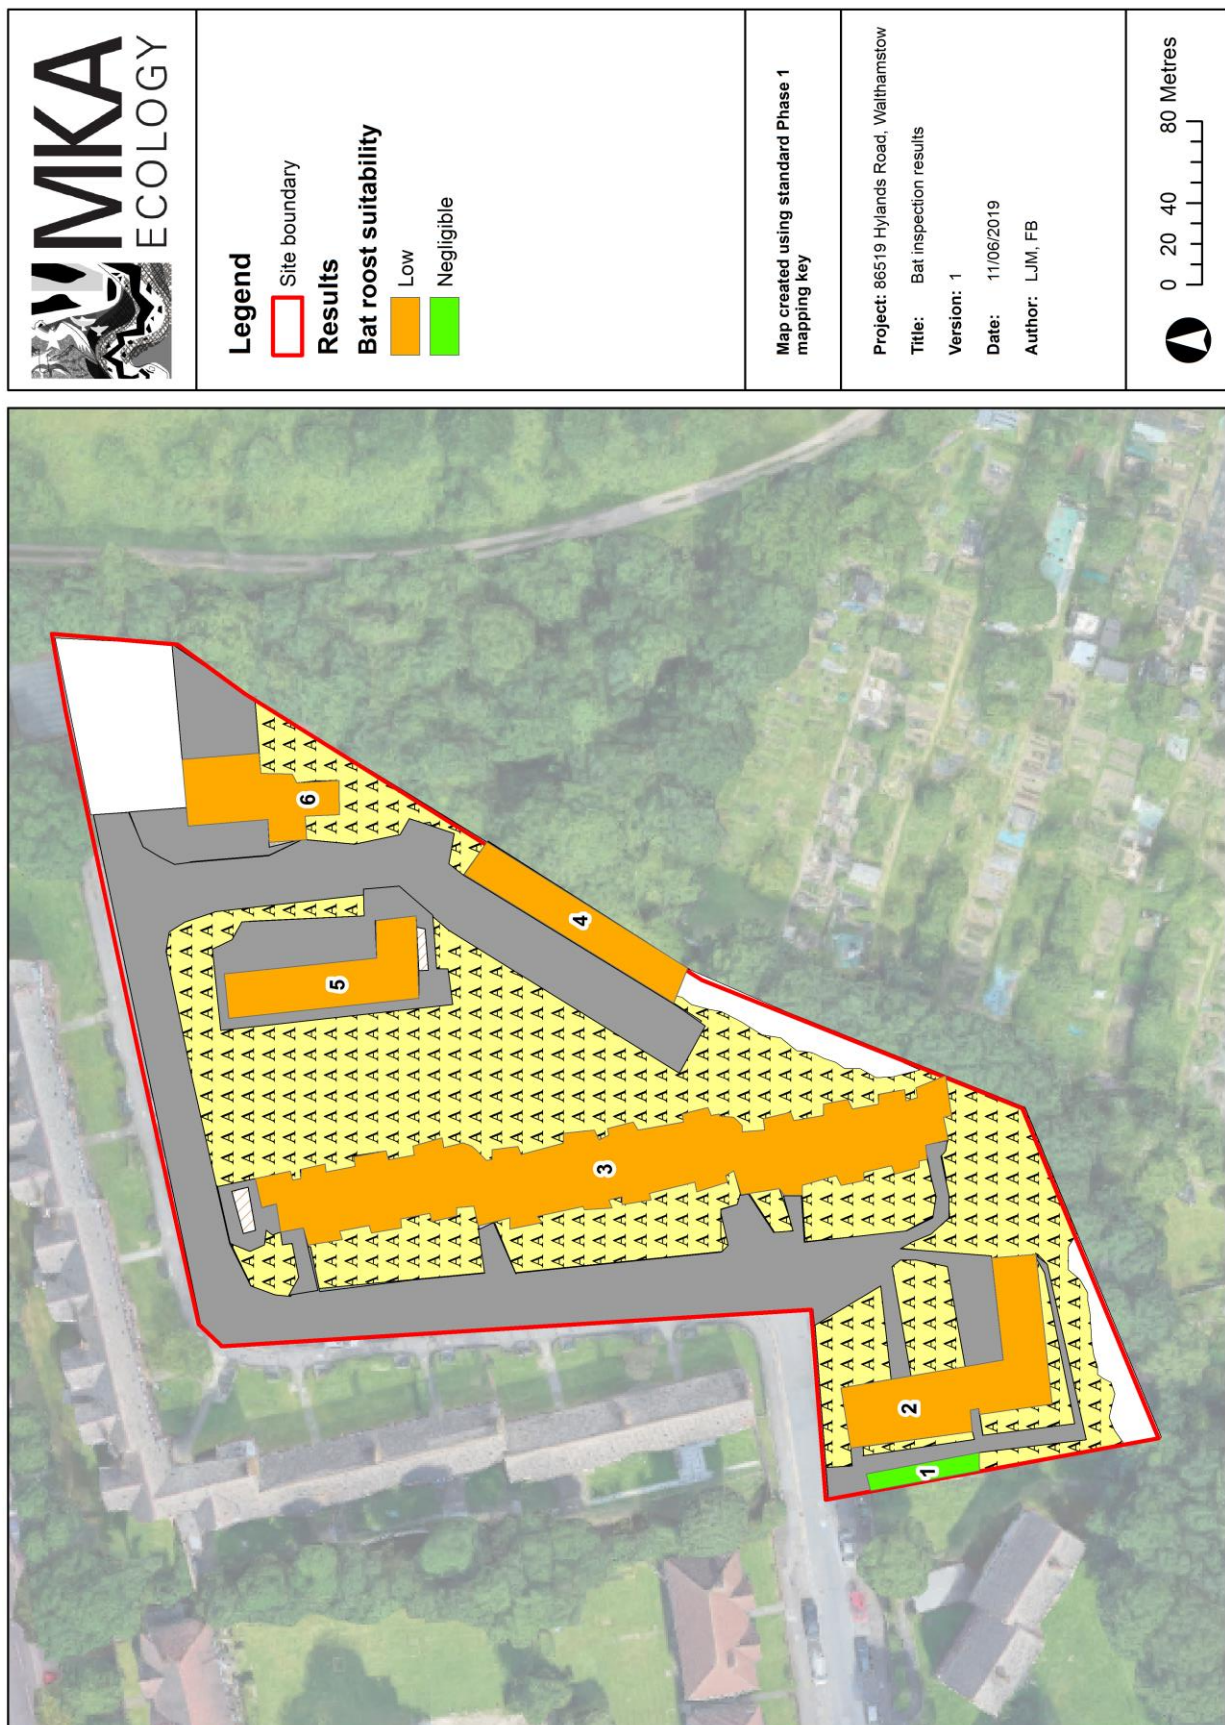 MKA
ECOLOGY
Legend
Site boundary
Results
Bat roost suitability
Low
Negligible
Map created using standard Phase 1
mapping key
Project: 86519 Hylands Road, Walthamstow
Title: Bat inspection results
Version: 1
Date: 11/06/2019
Author: LJM, FB
0 20 40 80 Metres
1
2
3
4
5
6